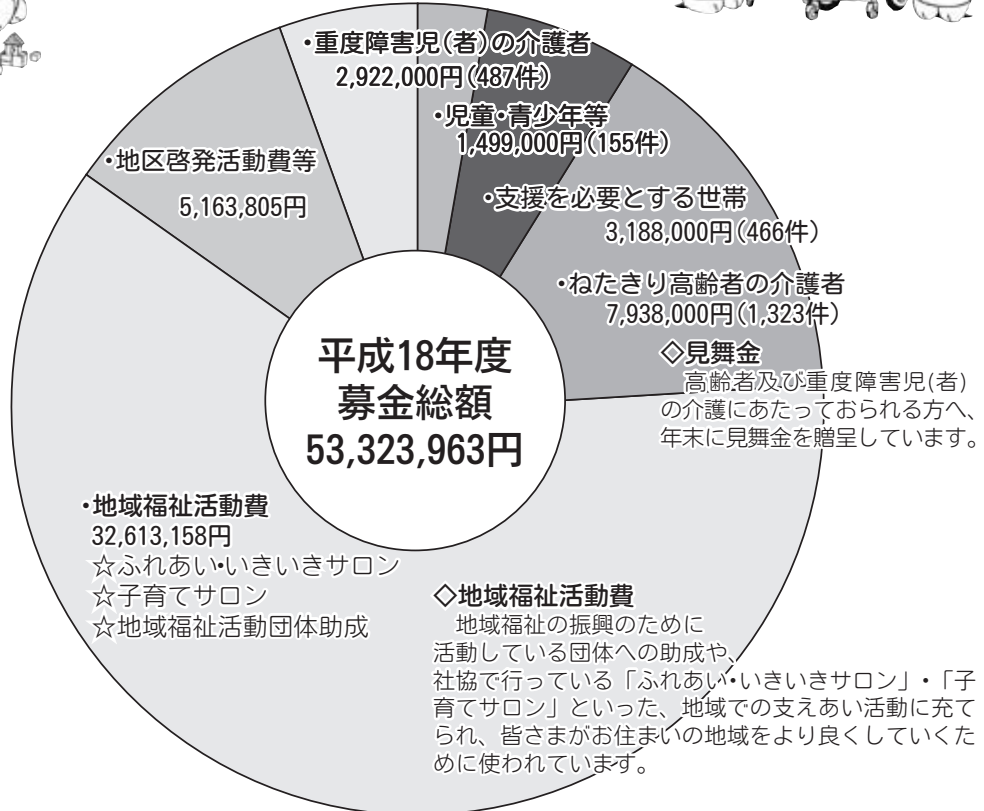 ・重度障害児(者)の介護者
2,922,000円(487件)
・児童・青少年等
1,499,000円(155件)
・支援を必要とする世帯
3,188,000円(466件)
・ねたきり高齢者の介護者
7,938,000円(1,323件)
◇見舞金
高齢者及び重度障害児(者)
の介護にあたっておられる方へ、
年末に見舞金を贈呈しています。
・地区啓発活動費等
5,163,805円
平成18年度
募金総額
53,323,963円
・地域福祉活動費
32,613,158円
☆ふれあい・いきいきサロン
☆子育てサロン
☆地域福祉活動団体助成
◇地域福祉活動費
地域福祉の振興のために
活動している団体への助成や、
社協で行っている「ふれあい・いきいきサロン」・「子
育てサロン」といった、地域での支えあい活動に充て
られ、皆さまがお住まいの地域をより良くしていくた
めに使われています。